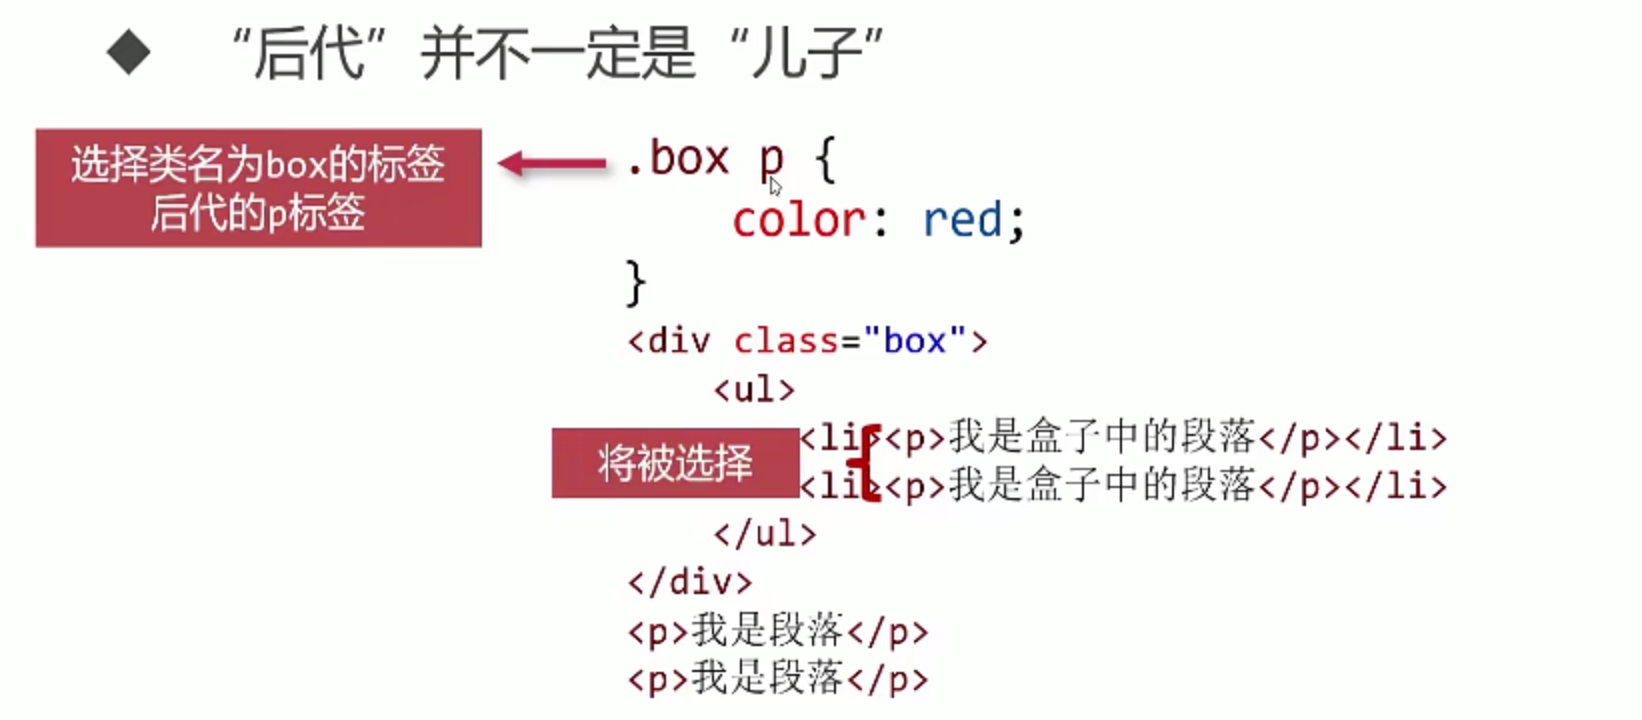 ◆ “后代”并不一定是“儿子”
选择类名为box的标签
后代的p标签
.box p {
color: red;
}
<div class="box">
<ul>
将被选择
<li><p>我是盒子中的段落</p></li>
<li><p>我是盒子中的段落</p></li>
</ul>
</div>
<p>我是段落</p>
<p>我是段落</p>